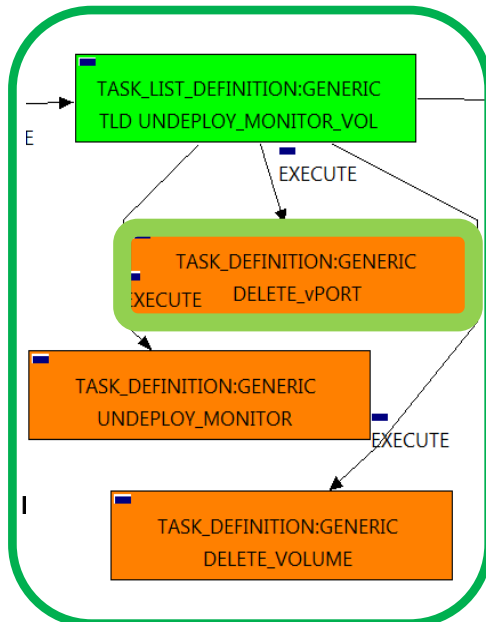 TASK_LIST_DEFINITION:GENERIC
TLD UNDEPLOY_MONITOR_VOL
E
EXECUTE
TASK_DEFINITION:GENERIC
EXECUTE
DELETE_vPORT
TASK_DEFINITION:GENERIC
UNDEPLOY_MONITOR
EXECUTE
TASK_DEFINITION:GENERIC
DELETE_VOLUME